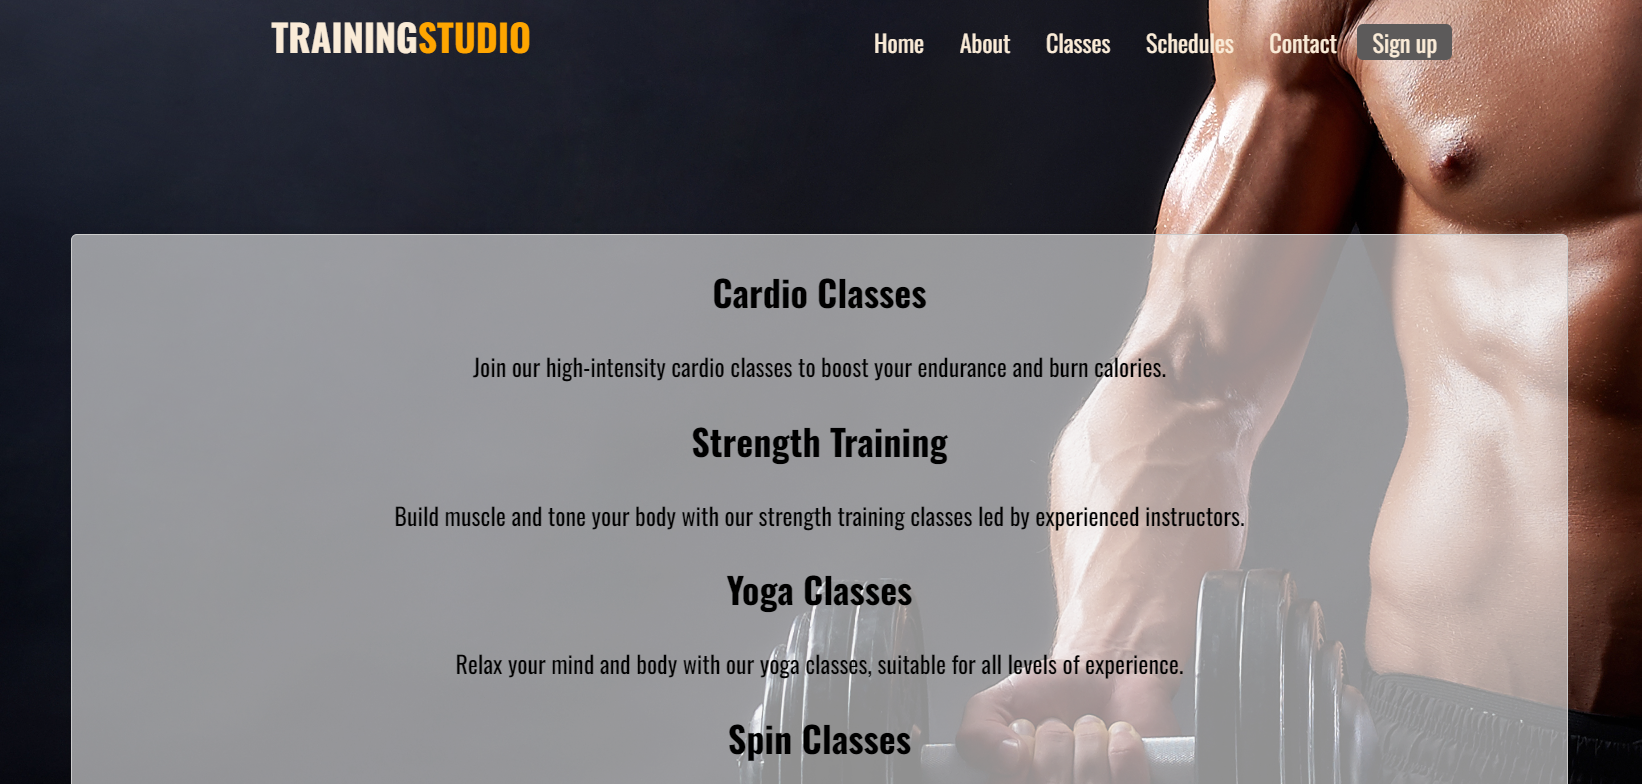 TRAININGSTUDIO
Home About Classes Schedules Contact Sign up
Cardio Classes
Join our high-intensity cardio classes to boost your endurance and burn calories.
Strength Training
Build muscle and tone your body with our strength training classes led by experienced instructors.
Yoga Classes
Relax your mind and body with our yoga classes, suitable for all levels of experience.
Spin Classes